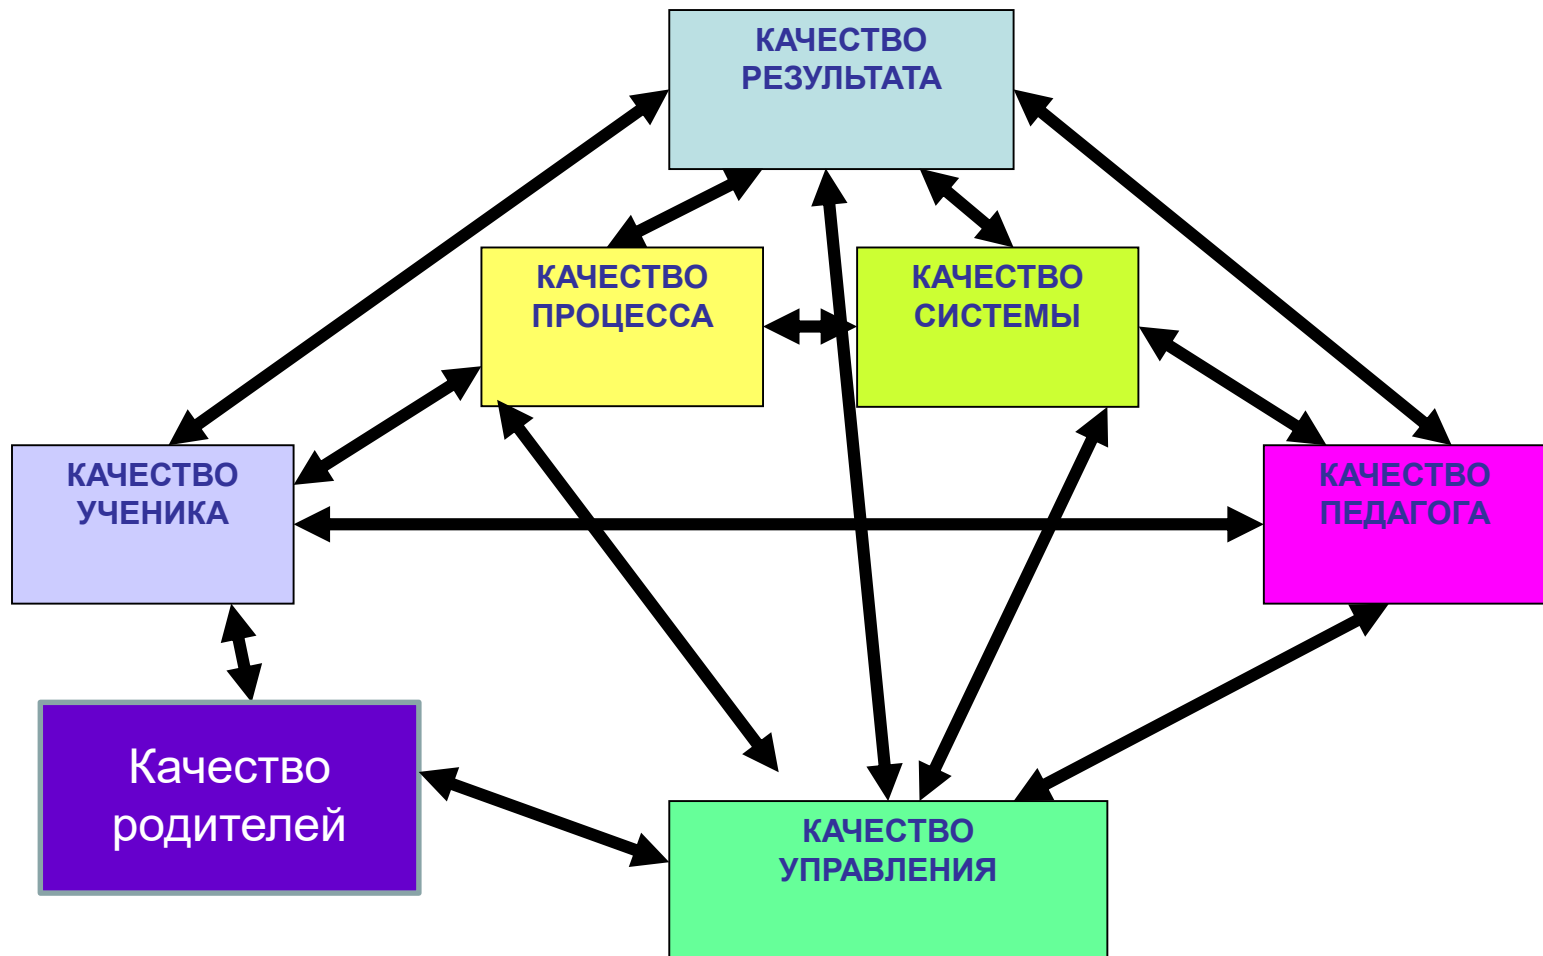 КАЧЕСТВО
РЕЗУЛЬТАТА
КАЧЕСТВО
ПРОЦЕССА
КАЧЕСТВО
СИСТЕМЫ
КАЧЕСТВО
УЧЕНИКА
КАЧЕСТВО
ПЕДАГОГА
Качество
родителей
КАЧЕСТВО
УПРАВЛЕНИЯ